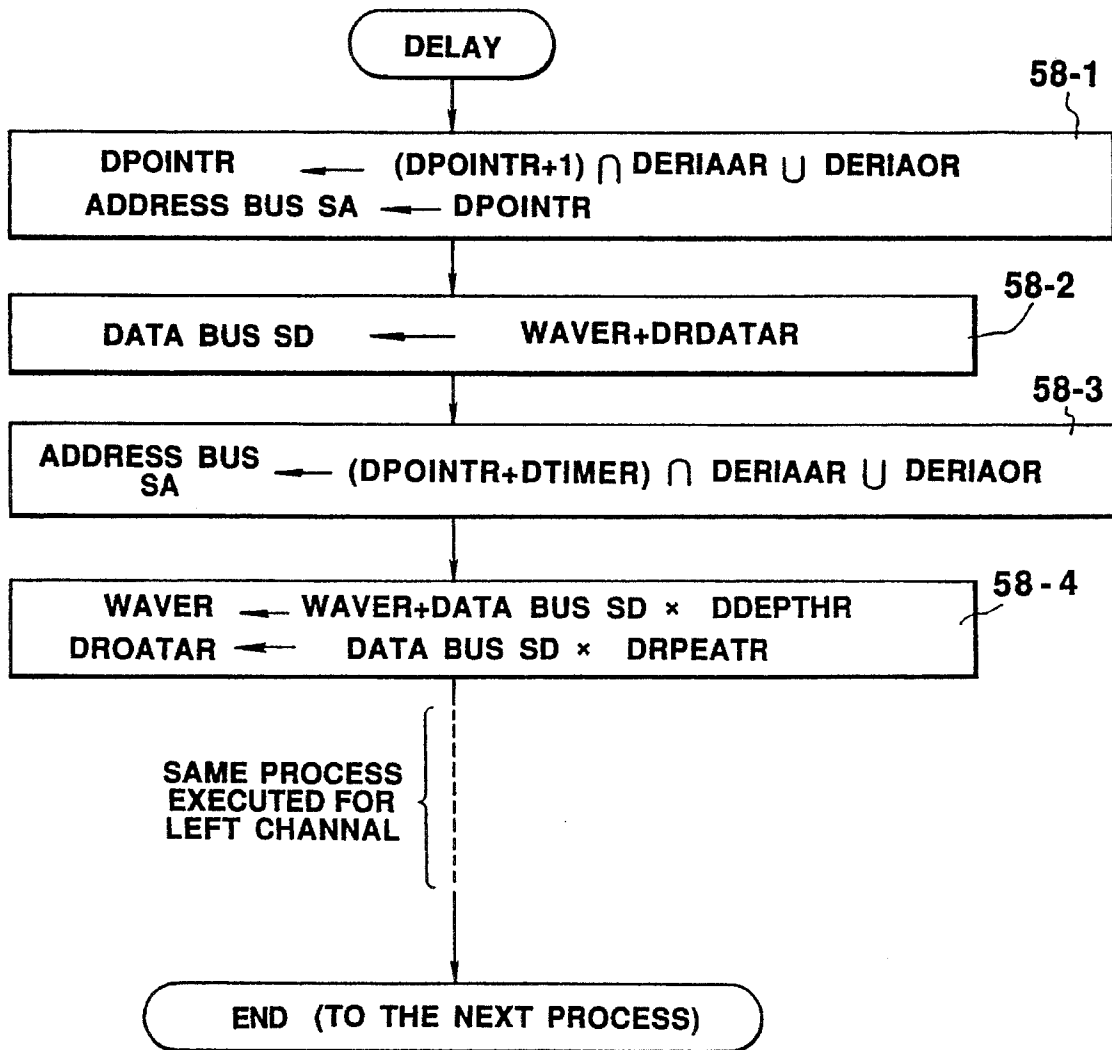 DELAY
58-1
DPOINTR ← (DPOINTR+1) ∩ DERIAAR ∪ DERIAOR
ADDRESS BUS SA ← DPOINTR
58-2
DATA BUS SD ← WAVER+DRDATAR
58-3
ADDRESS BUS
SA ← (DPOINTR+DTIMER) ∩ DERIAAR ∪ DERIAOR
58-4
WAVER ← WAVER+DATA BUS SD × DDEPTHR
DROATAR ← DATA BUS SD × DRPEATR
SAME PROCESS
EXECUTED FOR
LEFT CHANNAL
END (TO THE NEXT PROCESS)